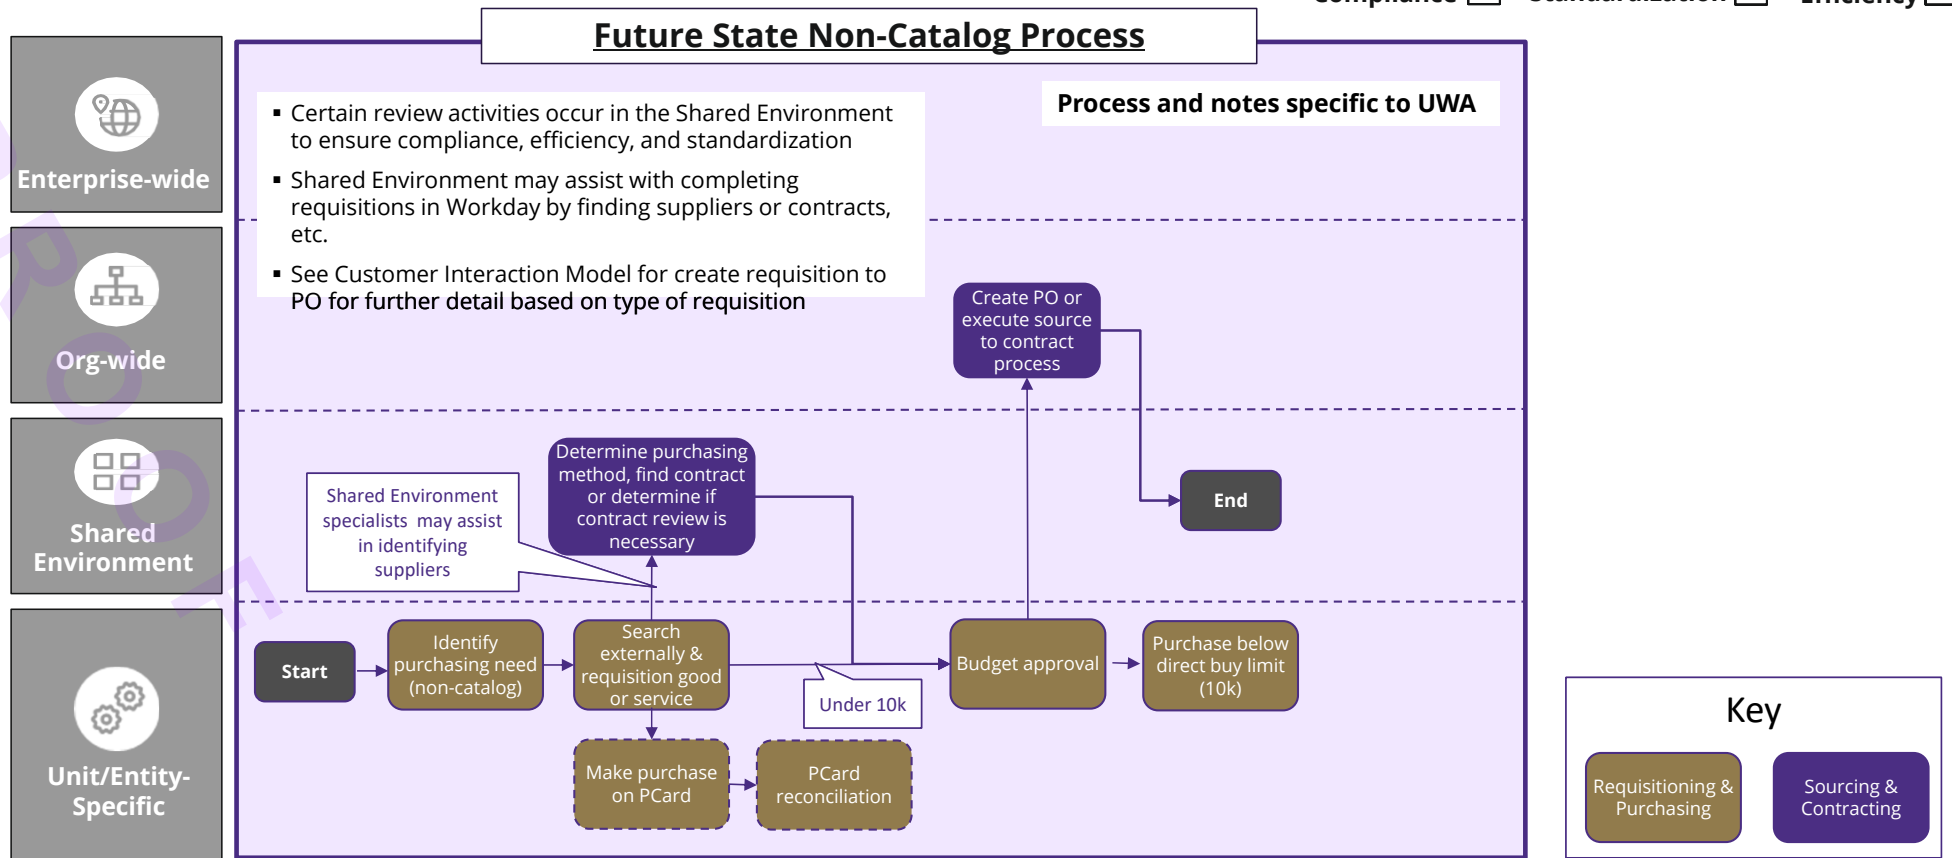 Compliance Standardization Efficiency
Future State Non-Catalog Process
Process and notes specific to UWA
▪ Certain review activities occur in the Shared Environment
to ensure compliance, efficiency, and standardization
▪ Shared Environment may assist with completing
requisitions in Workday by finding suppliers or contracts,
etc.
▪ See Customer Interaction Model for create requisition to
PO for further detail based on type of requisition
Enterprise-wide
Org-wide
Create PO or
execute source
to contract
process
Shared
Environment
Shared Environment
specialists may assist
in identifying
suppliers
Determine purchasing
method, find contract
or determine if
contract review is
necessary
End
Unit/Entity-
Specific
Start
Identify
purchasing need
(non-catalog)
Search
externally &
requisition good
or service
Under 10k
Budget approval
Purchase below
direct buy limit
(10k)
Make purchase
on PCard
PCard
reconciliation
Key
Requisitioning &
Purchasing
Sourcing &
Contracting
R
O
O
F